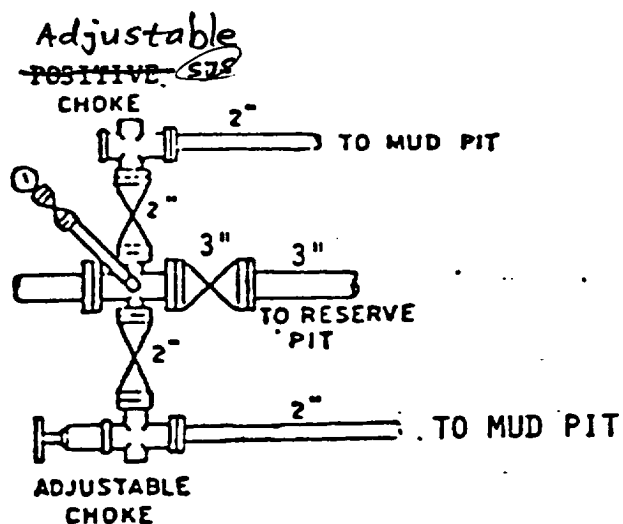 Adjustable
POSITIVE. SJS
CHOKE
2"
TO MUD PIT
2"
3"
3"
TO RESERVE
PIT
2"
2"
TO MUD PIT
ADJUSTABLE
CHOKE